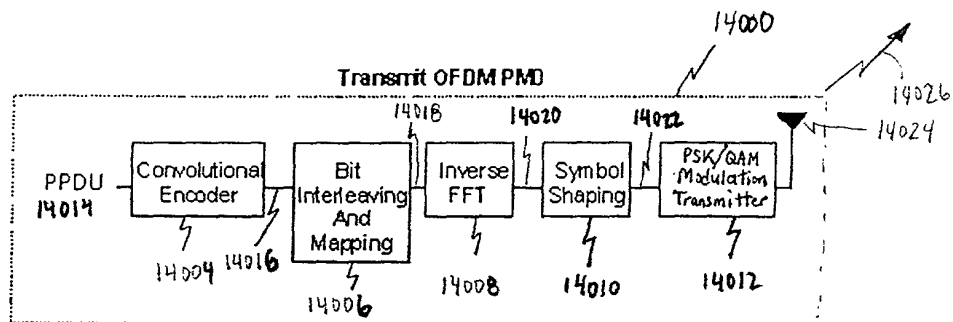 14000
Transmit OFDM PMD
14026
14024
14018
14020
14022
PPDU
14014
Convolutional
Encoder
Bit
Interleaving
And
Mapping
Inverse
FFT
Symbol
Shaping
PSK/QAM
Modulation
Transmitter
14004
14016
14006
14008
14010
14012